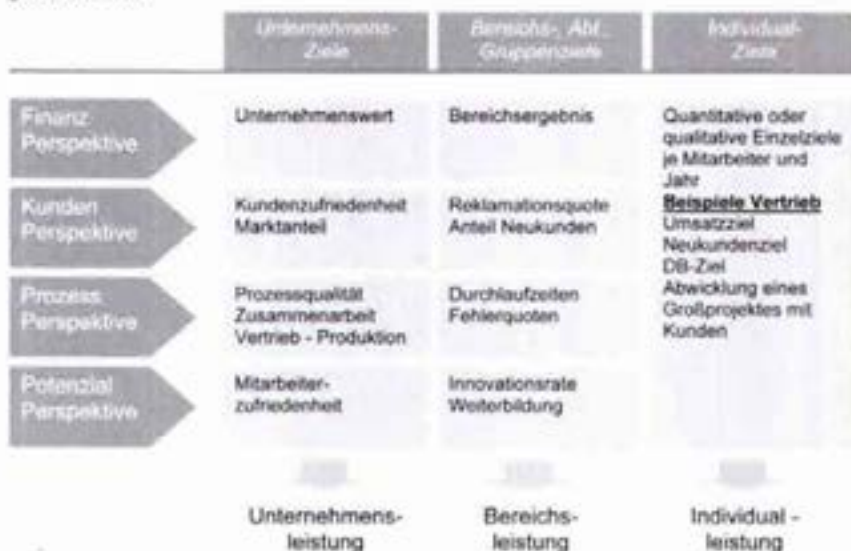 Unternehmens-
Ziele
Bereichs-, Abt.,
Gruppenziele
Individual-
Ziele
Finanz
Perspektive
Unternehmenswert
Bereichsergebnis
Quantitative oder
qualitative Einzelziele
je Mitarbeiter und
Jahr
Beispiele Vertrieb
Umsatzziel
Neukundenziel
DB-Ziel
Abwicklung eines
Großprojektes mit
Kunden
Kunden
Perspektive
Kundenzufriedenheit
Marktanteil
Reklamationsquote
Anteil Neukunden
Prozess
Perspektive
Prozessqualität
Zusammenarbeit
Vertrieb - Produktion
Durchlaufzeiten
Fehlerquoten
Potenzial
Perspektive
Mitarbeiter-
zufriedenheit
Innovationsrate
Weiterbildung
Unternehmens-
leistung
Bereichs-
leistung
Individual -
leistung